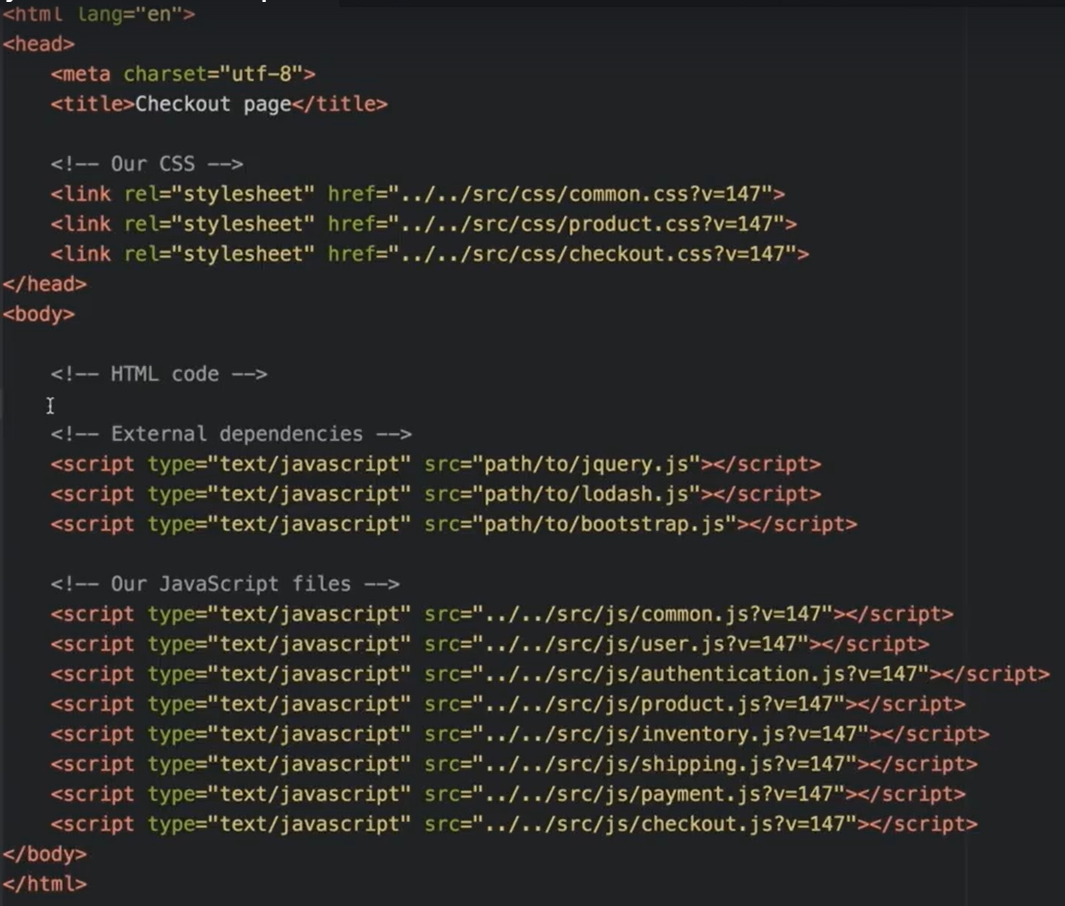 <html lang="en">
<head>
<meta charset="utf-8">
<title>Checkout page</title>
<!-- Our CSS -->
<link rel="stylesheet" href="../../src/css/common.css?v=147">
<link rel="stylesheet" href="../../src/css/product.css?v=147">
<link rel="stylesheet" href="../../src/css/checkout.css?v=147">
</head>
<body>
<!-- HTML code -->
<!-- External dependencies -->
<script type="text/javascript" src="path/to/jquery.js"></script>
<script type="text/javascript" src="path/to/lodash.js"></script>
<script type="text/javascript" src="path/to/bootstrap.js"></script>
<!-- Our JavaScript files -->
<script type="text/javascript" src="../../src/js/common.js?v=147"></script>
<script type="text/javascript" src="../../src/js/user.js?v=147"></script>
<script type="text/javascript" src="../../src/js/authentication.js?v=147"></script>
<script type="text/javascript" src="../../src/js/product.js?v=147"></script>
<script type="text/javascript" src="../../src/js/inventory.js?v=147"></script>
<script type="text/javascript" src="../../src/js/shipping.js?v=147"></script>
<script type="text/javascript" src="../../src/js/payment.js?v=147"></script>
<script type="text/javascript" src="../../src/js/checkout.js?v=147"></script>
</body>
</html>